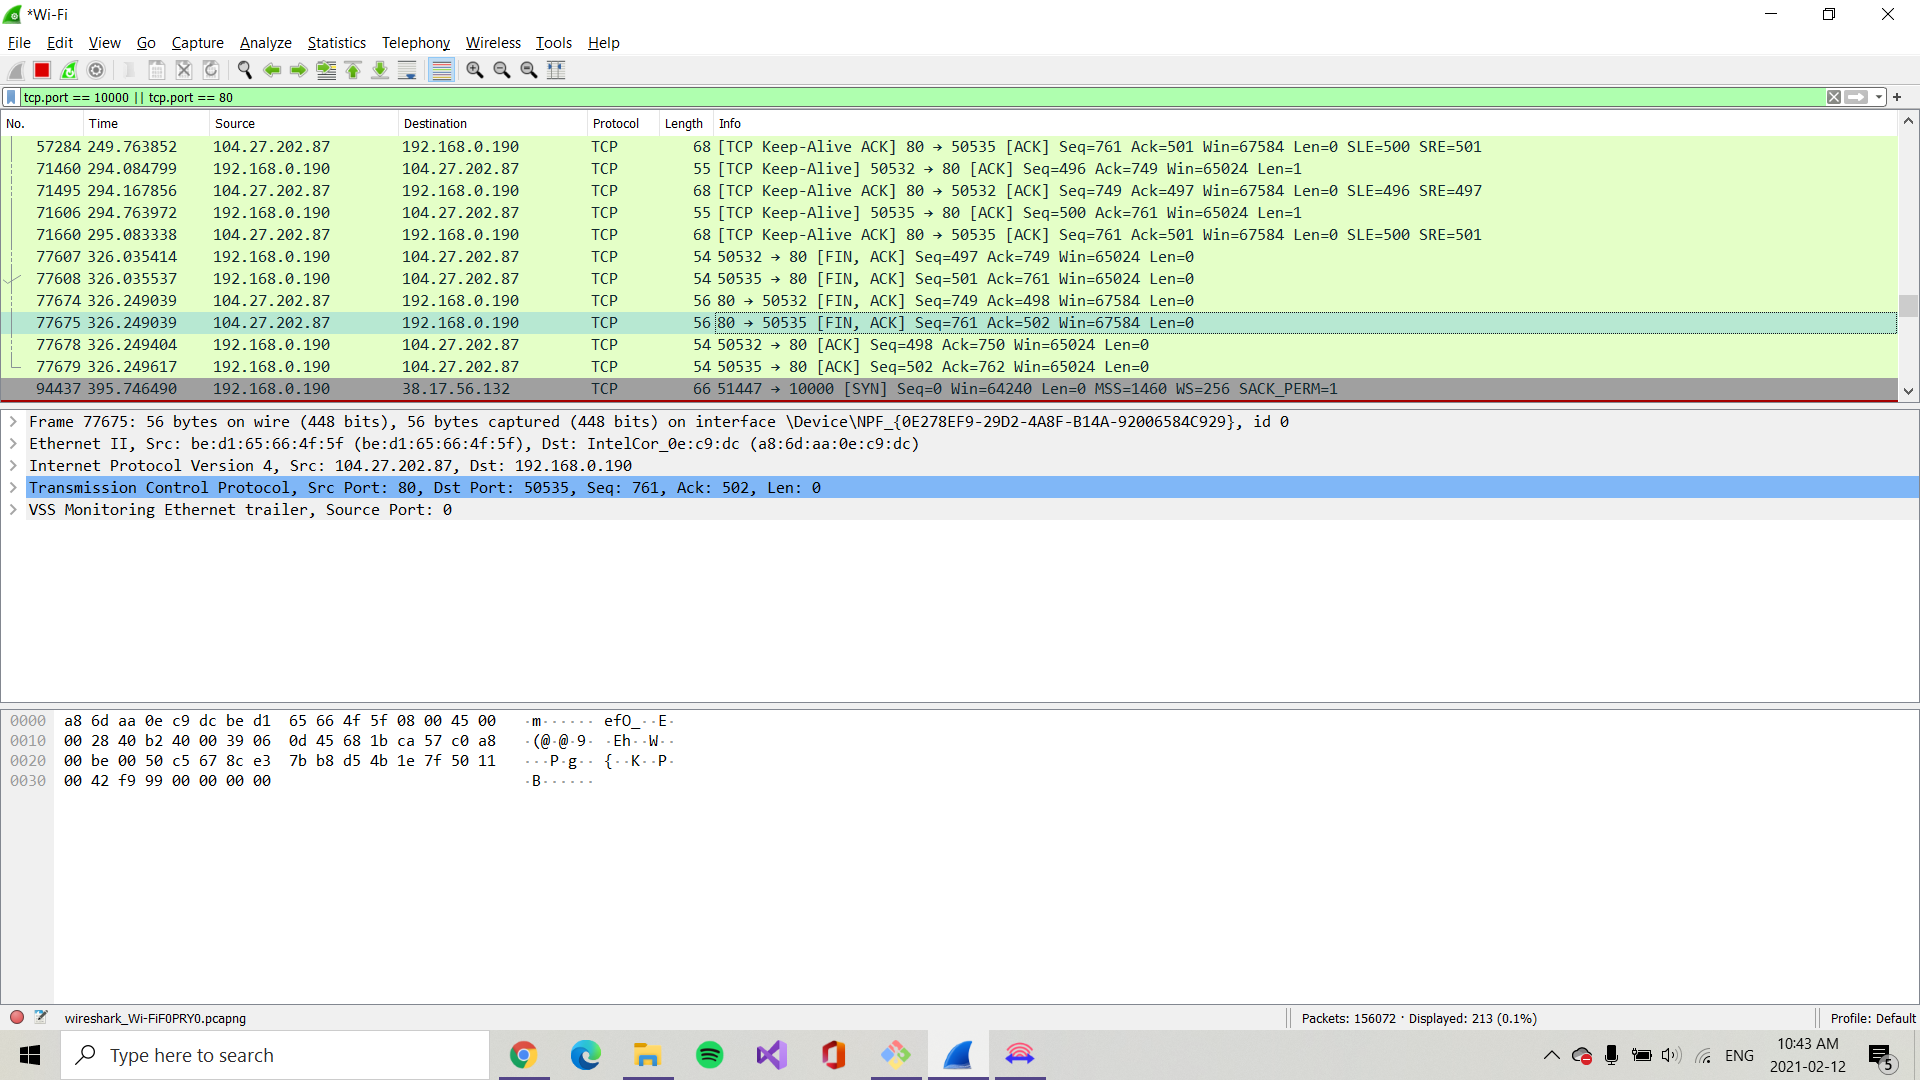 *Wi-Fi
File Edit View Go Capture Analyze Statistics Telephony Wireless Tools Help
tcp.port == 10000 || tcp.port == 80
No. Time Source Destination Protocol Length Info
57284 249.763852 104.27.202.87 192.168.0.190 TCP 68 [TCP Keep-Alive ACK] 80 → 50535 [ACK] Seq=761 Ack=501 Win=67584 Len=0 SLE=500 SRE=501
71460 294.084799 192.168.0.190 104.27.202.87 TCP 55 [TCP Keep-Alive] 50532 → 80 [ACK] Seq=496 Ack=749 Win=65024 Len=1
71495 294.167856 104.27.202.87 192.168.0.190 TCP 68 [TCP Keep-Alive ACK] 80 → 50532 [ACK] Seq=749 Ack=497 Win=67584 Len=0 SLE=496 SRE=497
71606 294.763972 192.168.0.190 104.27.202.87 TCP 55 [TCP Keep-Alive] 50535 → 80 [ACK] Seq=500 Ack=761 Win=65024 Len=1
71660 295.083338 104.27.202.87 192.168.0.190 TCP 68 [TCP Keep-Alive ACK] 80 → 50535 [ACK] Seq=761 Ack=501 Win=67584 Len=0 SLE=500 SRE=501
77607 326.035414 192.168.0.190 104.27.202.87 TCP 54 50532 → 80 [FIN, ACK] Seq=497 Ack=749 Win=65024 Len=0
77608 326.035537 192.168.0.190 104.27.202.87 TCP 54 50535 → 80 [FIN, ACK] Seq=501 Ack=761 Win=65024 Len=0
77674 326.249039 104.27.202.87 192.168.0.190 TCP 56 80 → 50532 [FIN, ACK] Seq=749 Ack=498 Win=67584 Len=0
77675 326.249039 104.27.202.87 192.168.0.190 TCP 56 80 → 50535 [FIN, ACK] Seq=761 Ack=502 Win=67584 Len=0
77678 326.249404 192.168.0.190 104.27.202.87 TCP 54 50532 → 80 [ACK] Seq=498 Ack=750 Win=65024 Len=0
77679 326.249617 192.168.0.190 104.27.202.87 TCP 54 50535 → 80 [ACK] Seq=502 Ack=762 Win=65024 Len=0
94437 395.746490 192.168.0.190 38.17.56.132 TCP 66 51447 → 10000 [SYN] Seq=0 Win=64240 Len=0 MSS=1460 WS=256 SACK_PERM=1
Frame 77675: 56 bytes on wire (448 bits), 56 bytes captured (448 bits) on interface \Device\NPF_{0E278EF9-29D2-4A8F-B14A-92006584C929}, id 0
Ethernet II, Src: be:d1:65:66:4f:5f (be:d1:65:66:4f:5f), Dst: IntelCor_0e:c9:dc (a8:6d:aa:0e:c9:dc)
Internet Protocol Version 4, Src: 104.27.202.87, Dst: 192.168.0.190
Transmission Control Protocol, Src Port: 80, Dst Port: 50535, Seq: 761, Ack: 502, Len: 0
VSS Monitoring Ethernet trailer, Source Port: 0
0000 a8 6d aa 0e c9 dc be d1 65 66 4f 5f 08 00 45 00 ·m······ efO_··E·
0010 00 28 40 b2 40 00 39 06 0d 45 68 1b ca 57 c0 a8 ·(@·@·9· ·Eh··W··
0020 00 be 00 50 c5 67 8c e3 7b b8 d5 4b 1e 7f 50 11 ···P·g·· {··K··P·
0030 00 42 f9 99 00 00 00 00 ·B······
wireshark_Wi-FiF0PRY0.pcapng Packets: 156072 · Displayed: 213 (0.1%) Profile: Default
Type here to search ENG 10:43 AM
2021-02-12 5